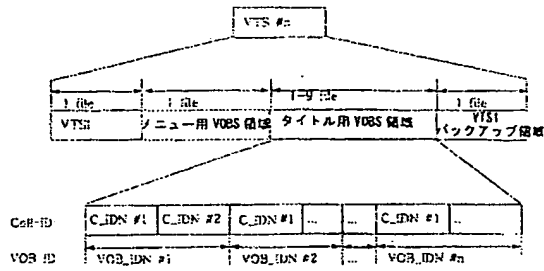 VTS #n
1 file 1 file 1-9 file 1 file
VTSI メニュー用 VOBS 領域 タイトル用 VOBS 領域 VTSI バックアップ領域
Cell-ID C_IDN #1 C_IDN #2 C_IDN #1 ... ... C_IDN #1 ..
VOB ID VOB_IDN #1 VOB_IDN #2 ... VOB_IDN #n